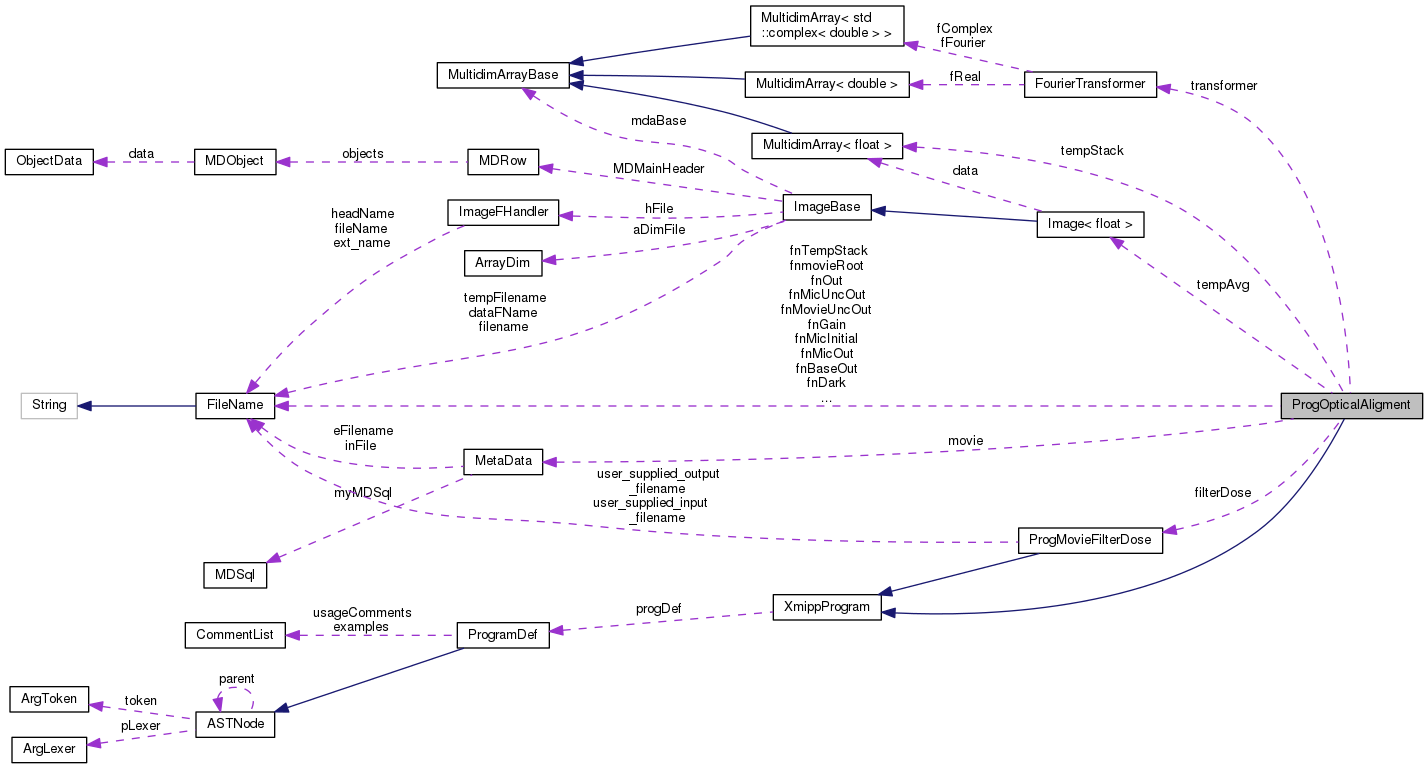 MultidimArray< std
::complex< double > >
fComplex
fFourier
MultidimArrayBase
MultidimArray< double >
fReal
FourierTransformer
transformer
mdaBase
MultidimArray< float >
tempStack
ObjectData
data
MDObject
objects
MDRow
MDMainHeader
data
ImageBase
headName
fileName
ext_name
ImageFHandler
hFile
aDimFile
Image< float >
ArrayDim
fnTempStack
fnmovieRoot
fnOut
fnMicUncOut
fnMovieUncOut
fnGain
fnMicInitial
fnMicOut
fnBaseOut
fnDark
...
tempAvg
tempFilename
dataFName
filename
String
FileName
ProgOpticalAligment
eFilename
inFile
MetaData
movie
myMDSql
user_supplied_output
_filename
user_supplied_input
_filename
filterDose
ProgMovieFilterDose
MDSql
XmippProgram
progDef
usageComments
examples
CommentList
ProgramDef
parent
ArgToken
token
ASTNode
pLexer
ArgLexer